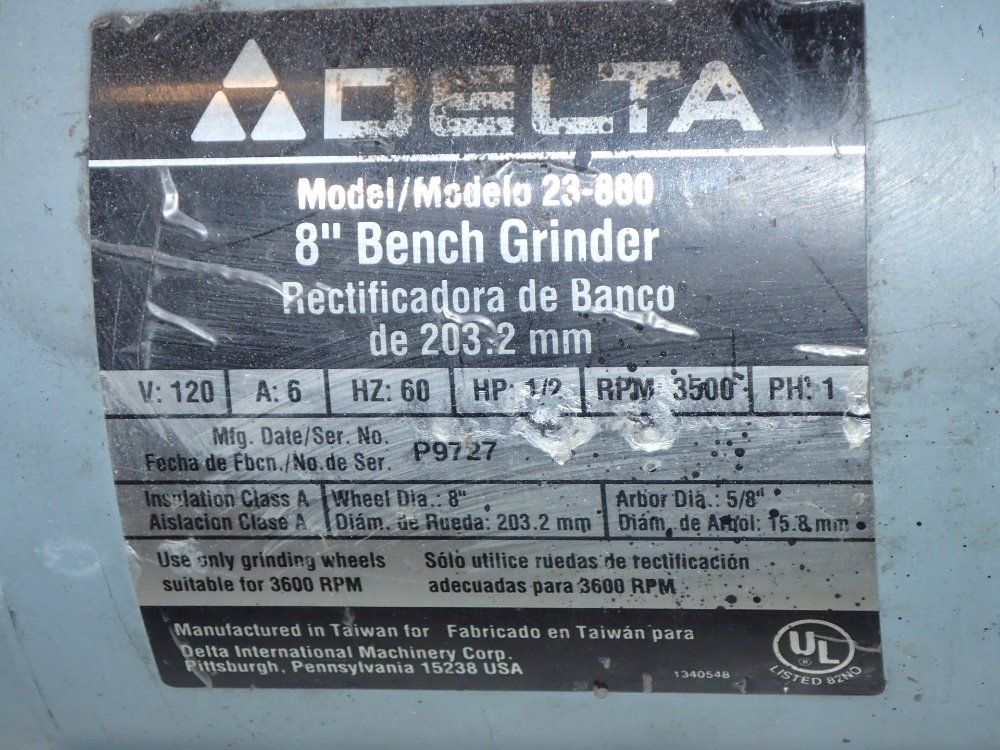 DELTA
Model/Modelo 23-880
8" Bench Grinder
Rectificadora de Banco
de 203.2 mm
V: 120 A: 6 HZ: 60 HP: 1/2 RPM: 3500 PH: 1
Mfg. Date/Ser. No.
Fecha de Fbcn./No. de Ser. P9727
Insulation Class A Wheel Dia.: 8" Arbor Dia.: 5/8"
Aislacion Clase A Diám. de Rueda: 203.2 mm Diám. de Arbol: 15.8 mm
Use only grinding wheels Sólo utilice ruedas de rectificación
suitable for 3600 RPM adecuadas para 3600 RPM
Manufactured in Taiwan for Fabricado en Taiwán para
Delta International Machinery Corp.
Pittsburgh, Pennsylvania 15238 USA
1340548
UL ®
LISTED 82NO